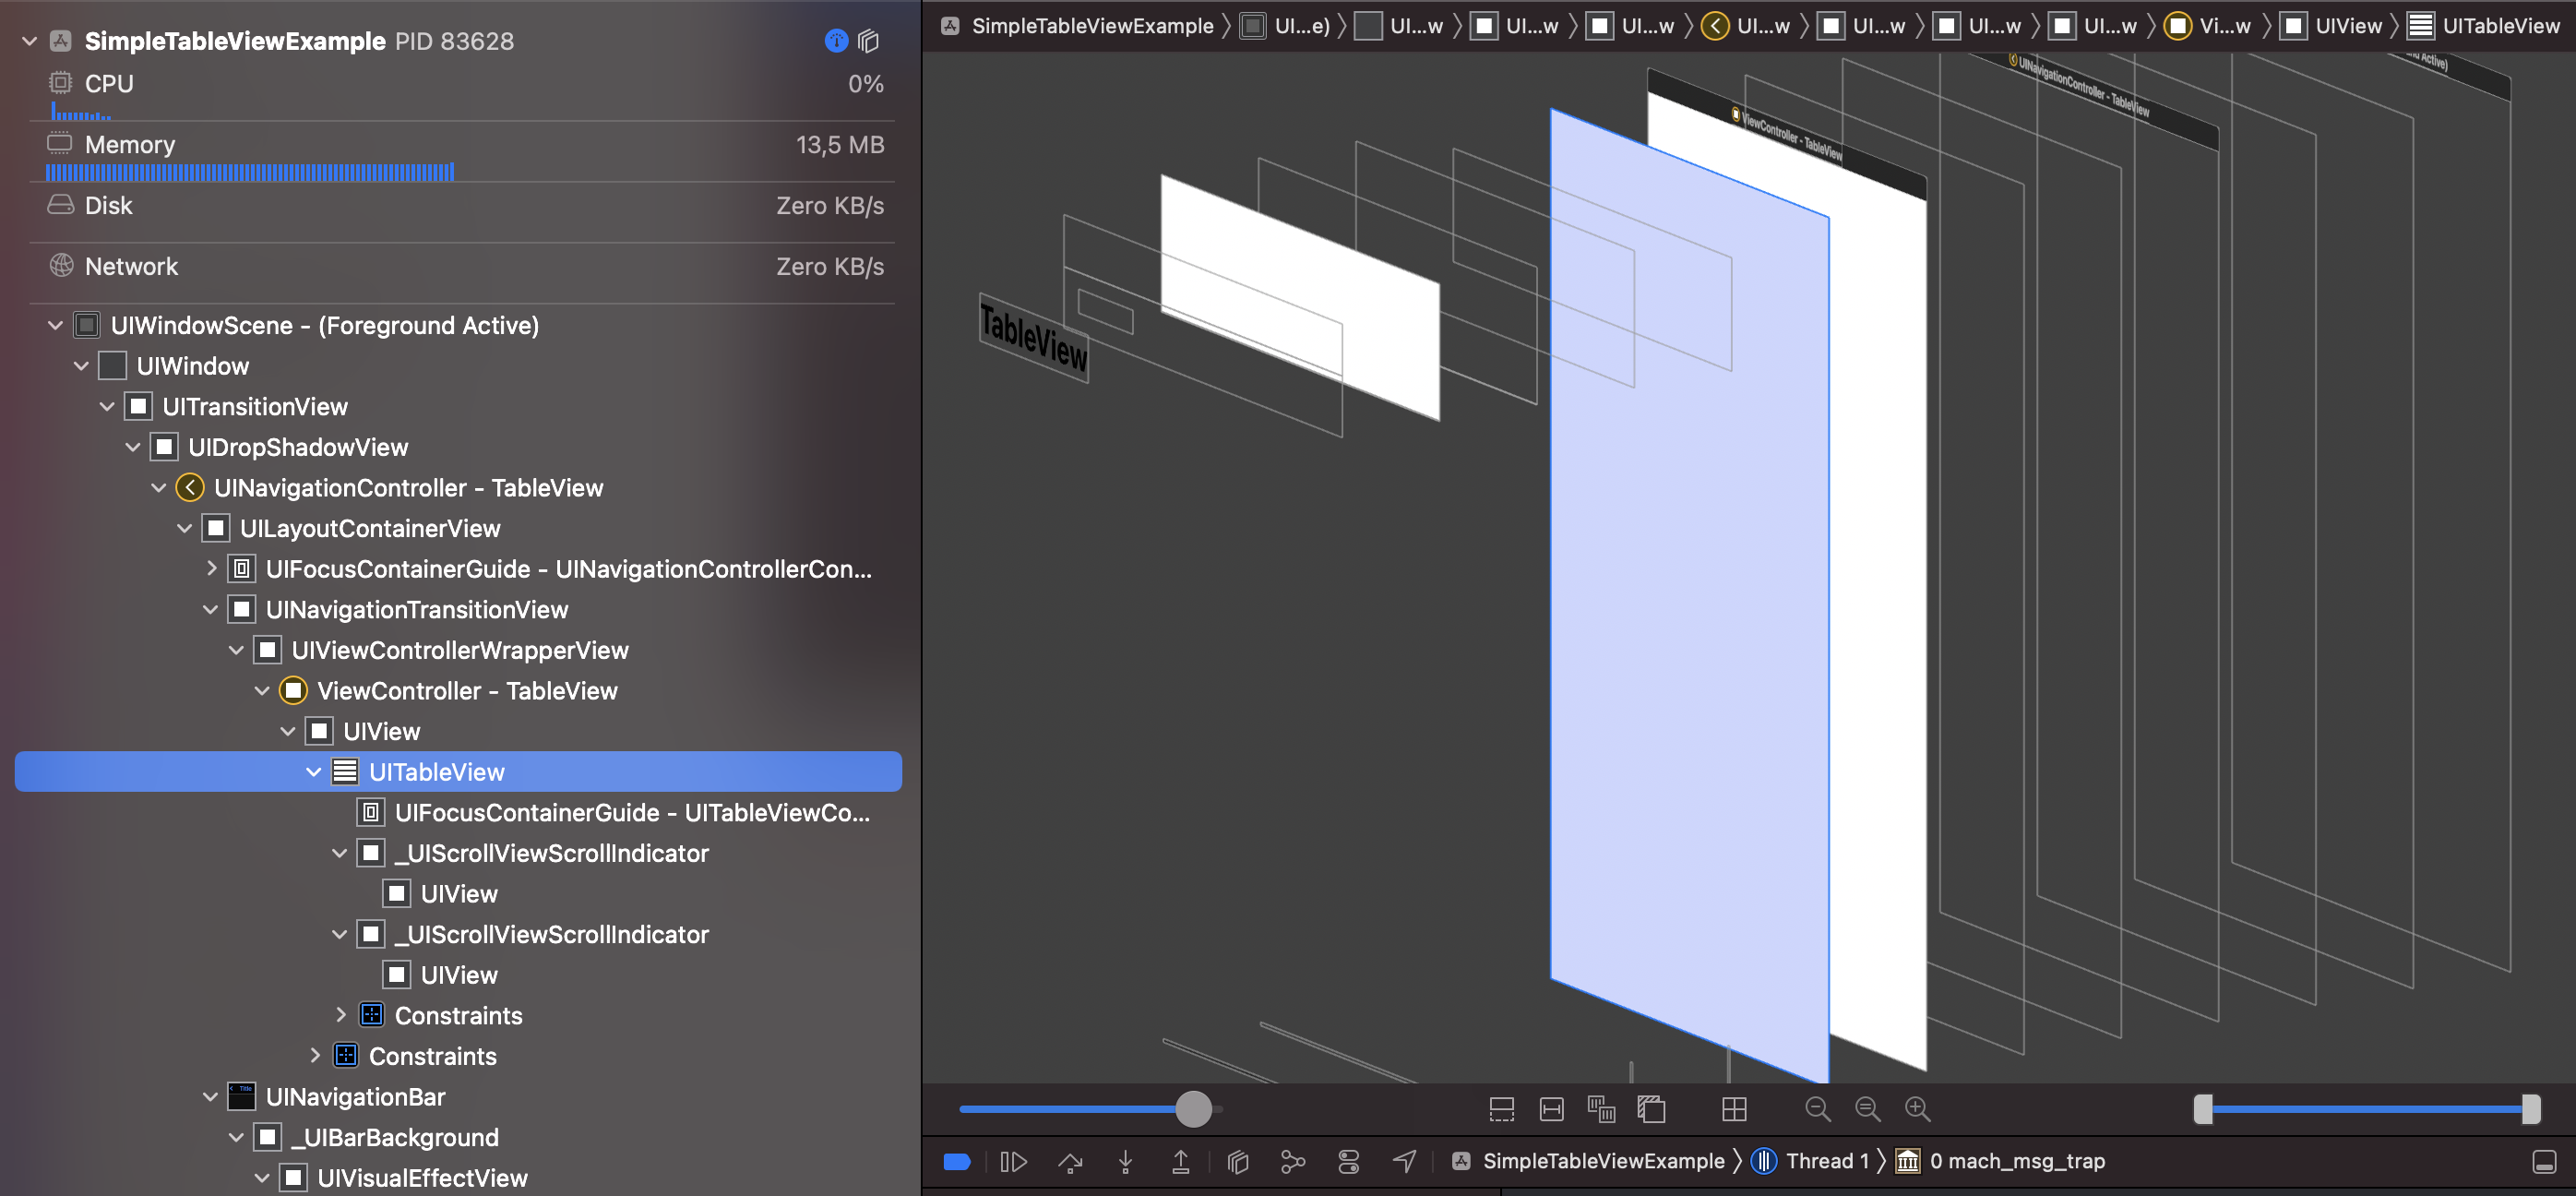 SimpleTableViewExample PID 83628
CPU 0%
Memory 13,5 MB
Disk Zero KB/s
Network Zero KB/s
UIWindowScene - (Foreground Active)
UIWindow
UITransitionView
UIDropShadowView
UINavigationController - TableView
UILayoutContainerView
UIFocusContainerGuide - UINavigationControllerCon...
UINavigationTransitionView
UIViewControllerWrapperView
ViewController - TableView
UIView
UITableView
UIFocusContainerGuide - UITableViewCo...
_UIScrollViewScrollIndicator
UIView
_UIScrollViewScrollIndicator
UIView
Constraints
Constraints
UINavigationBar
_UIBarBackground
UIVisualEffectView
SimpleTableViewExample UI...e) UI...w UI...w UI...w UI...w UI...w UI...w UI...w Vi...w UIView UITableView
Active)
UINavigationController - TableView
ViewController - TableView
TableView
SimpleTableViewExample Thread 1 0 mach_msg_trap